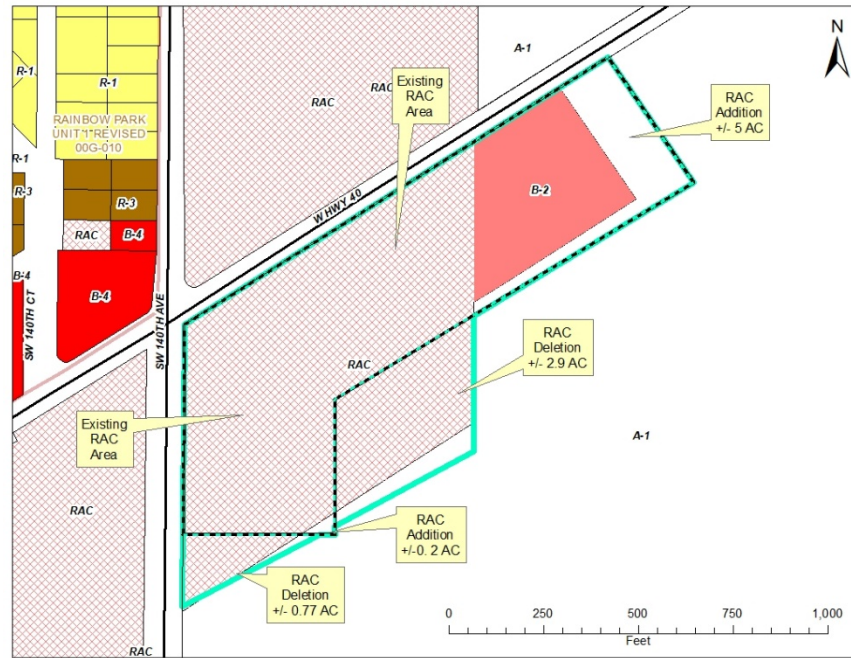 N
A-1
R-1
R-1
RAC
RAC
Existing
RAC
Area
RAC
Addition
+/- 5 AC
RAINBOW PARK
UNIT 1 REVISED
00G-010
R-1
R-3
R-3
B-2
W HWY 40
RAC
B-4
B-4
B-4
SW 140TH CT
SW 140TH AVE
RAC
Deletion
+/- 2.9 AC
RAC
Existing
RAC
Area
A-1
RAC
RAC
Addition
+/-0. 2 AC
RAC
Deletion
+/- 0.77 AC
0 250 500 750 1,000
Feet
RAC